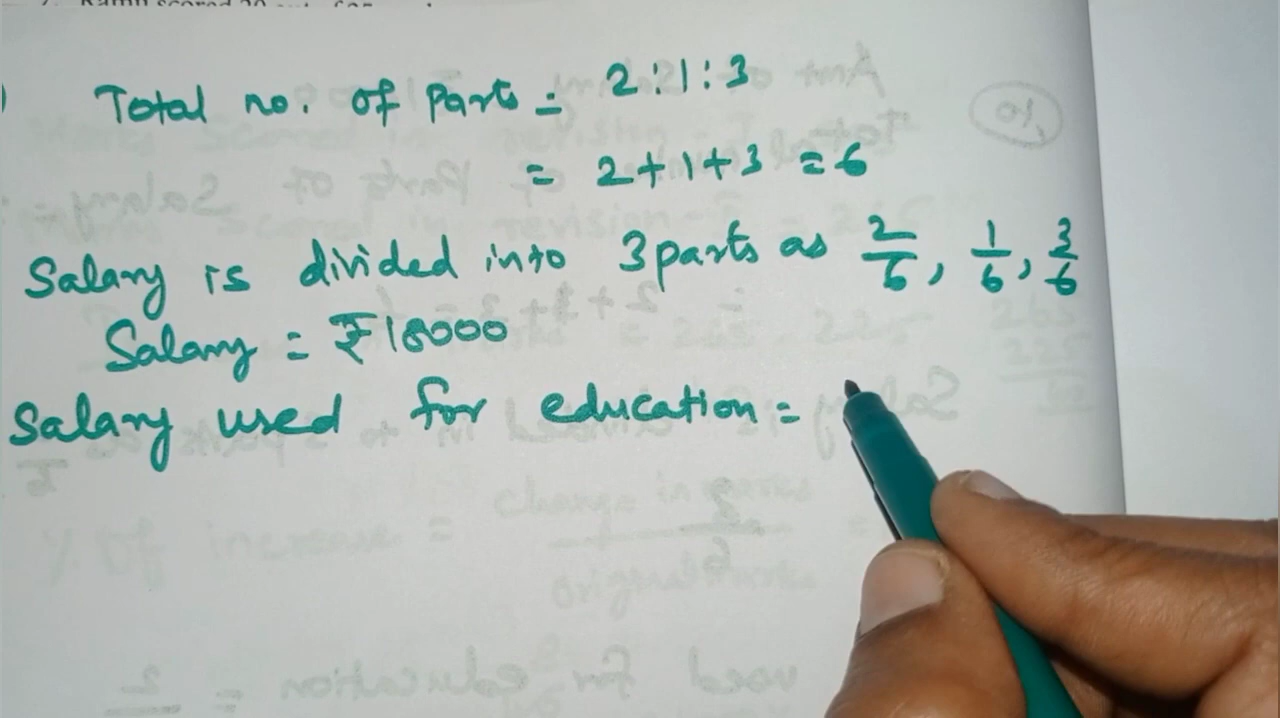 Total no. of parts = 2:1:3
= 2+1+3 = 6
Salary is divided into 3 parts as 2/6, 1/6, 3/6
Salary = ₹18000
Salary used for education =